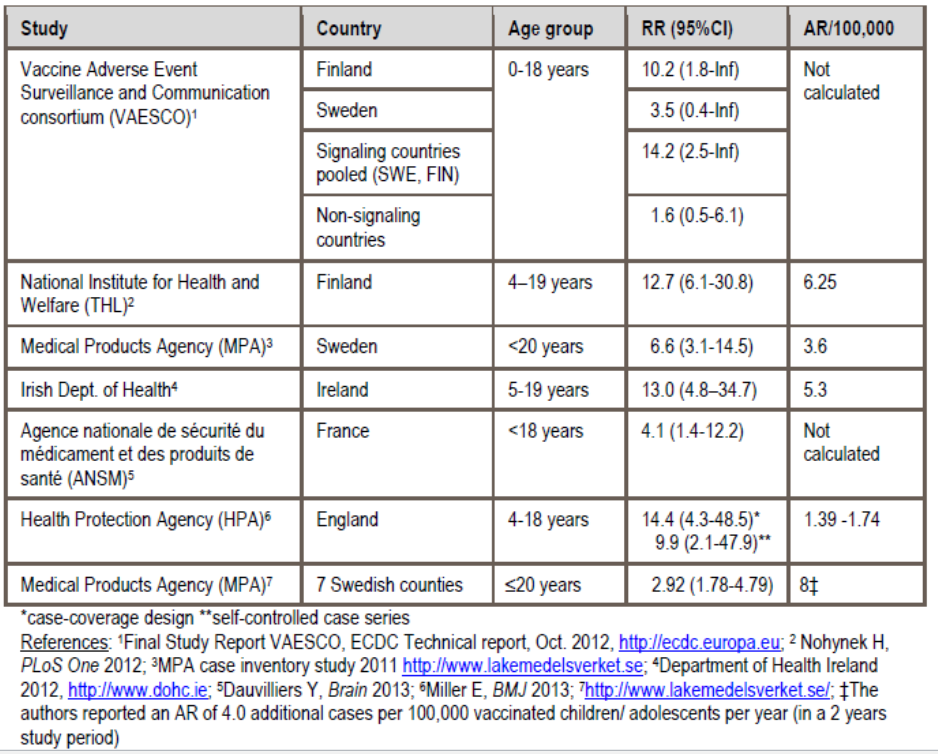 Study Country Age group RR (95%CI) AR/100,000
Vaccine Adverse Event Surveillance and Communication consortium (VAESCO)¹ Finland 0-18 years 10.2 (1.8-Inf) Not calculated
Sweden 3.5 (0.4-Inf)
Signaling countries pooled (SWE, FIN) 14.2 (2.5-Inf)
Non-signaling countries 1.6 (0.5-6.1)
National Institute for Health and Welfare (THL)² Finland 4–19 years 12.7 (6.1-30.8) 6.25
Medical Products Agency (MPA)³ Sweden <20 years 6.6 (3.1-14.5) 3.6
Irish Dept. of Health⁴ Ireland 5-19 years 13.0 (4.8–34.7) 5.3
Agence nationale de sécurité du médicament et des produits de santé (ANSM)⁵ France <18 years 4.1 (1.4-12.2) Not calculated
Health Protection Agency (HPA)⁶ England 4-18 years 14.4 (4.3-48.5)* 9.9 (2.1-47.9)** 1.39 -1.74
Medical Products Agency (MPA)⁷ 7 Swedish counties ≤20 years 2.92 (1.78-4.79) 8‡
*case-coverage design **self-controlled case series
References: ¹Final Study Report VAESCO, ECDC Technical report, Oct. 2012, http://ecdc.europa.eu; ² Nohynek H,
PLoS One 2012; ³MPA case inventory study 2011 http://www.lakemedelsverket.se; ⁴Department of Health Ireland
2012, http://www.dohc.ie; ⁵Dauvilliers Y, Brain 2013; ⁶Miller E, BMJ 2013; ⁷http://www.lakemedelsverket.se/; ‡The
authors reported an AR of 4.0 additional cases per 100,000 vaccinated children/ adolescents per year (in a 2 years
study period)